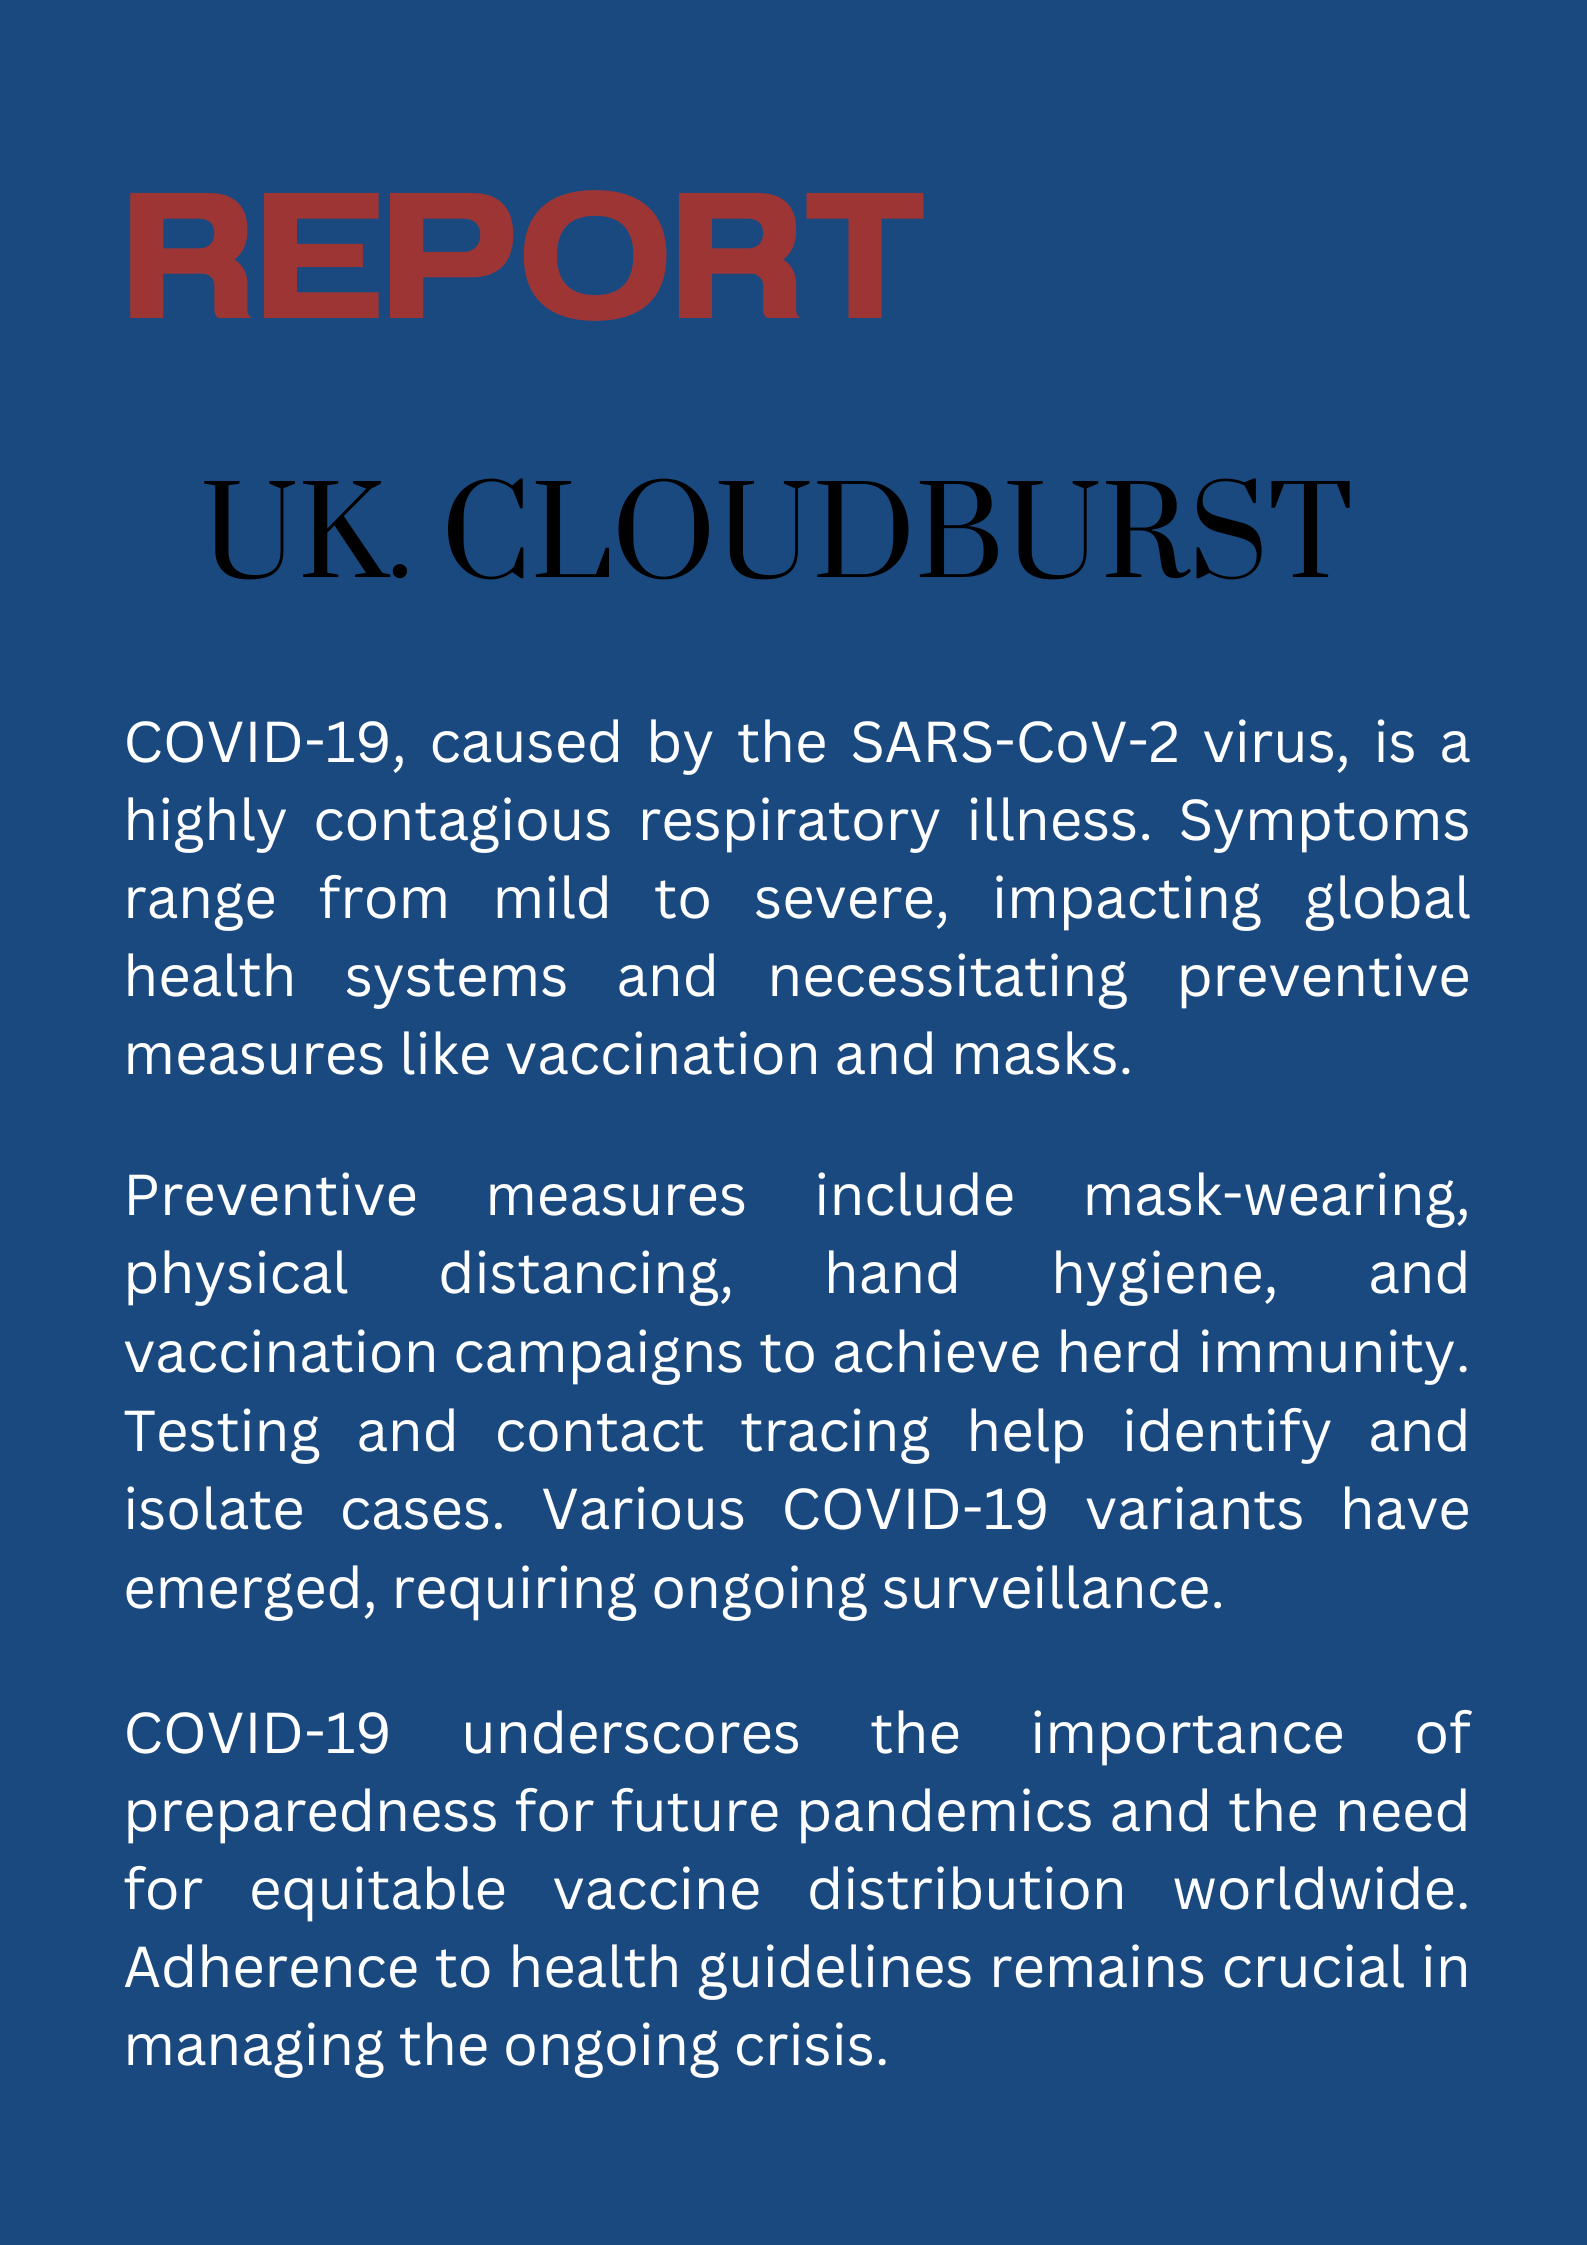 REPORT
UK. CLOUDBURST
COVID-19, caused by the SARS-CoV-2 virus, is a
highly contagious respiratory illness. Symptoms
range from mild to severe, impacting global
health systems and necessitating preventive
measures like vaccination and masks.
Preventive measures include mask-wearing,
physical distancing, hand hygiene, and
vaccination campaigns to achieve herd immunity.
Testing and contact tracing help identify and
isolate cases. Various COVID-19 variants have
emerged, requiring ongoing surveillance.
COVID-19 underscores the importance of
preparedness for future pandemics and the need
for equitable vaccine distribution worldwide.
Adherence to health guidelines remains crucial in
managing the ongoing crisis.